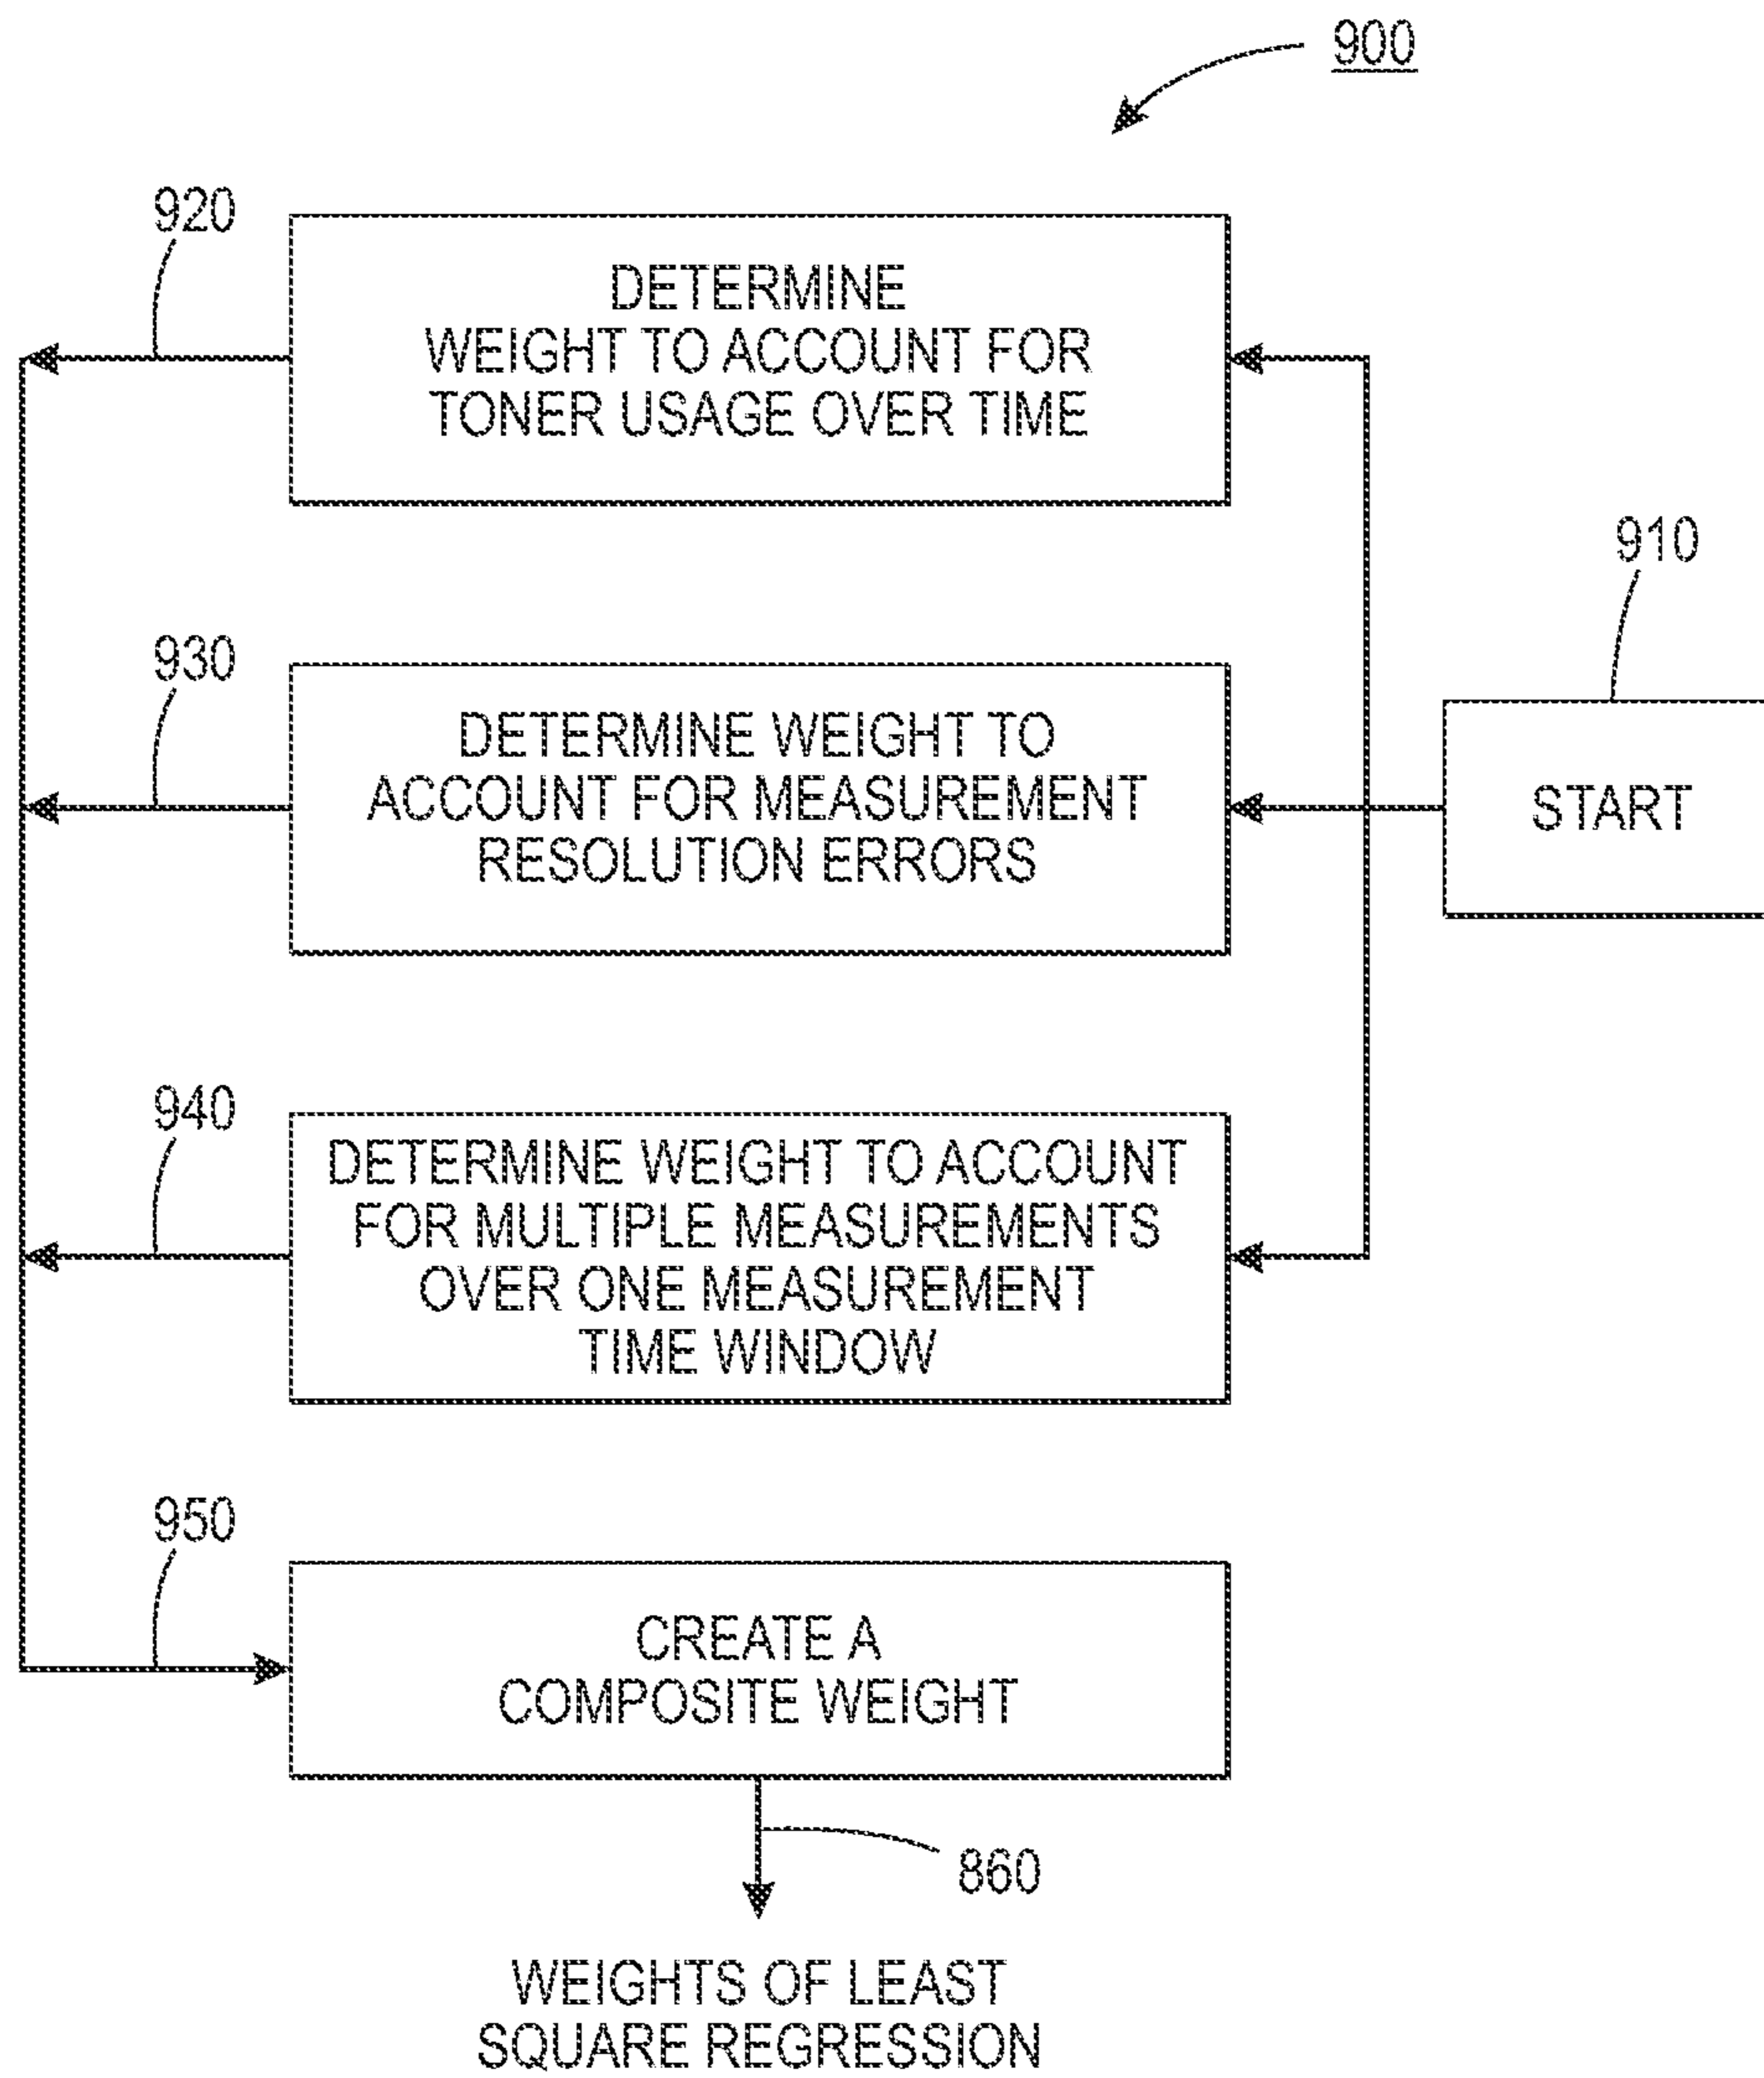 900
920
DETERMINE
WEIGHT TO ACCOUNT FOR
TONER USAGE OVER TIME
910
START
930
DETERMINE WEIGHT TO
ACCOUNT FOR MEASUREMENT
RESOLUTION ERRORS
940
DETERMINE WEIGHT TO ACCOUNT
FOR MULTIPLE MEASUREMENTS
OVER ONE MEASUREMENT
TIME WINDOW
950
CREATE A
COMPOSITE WEIGHT
860
WEIGHTS OF LEAST
SQUARE REGRESSION